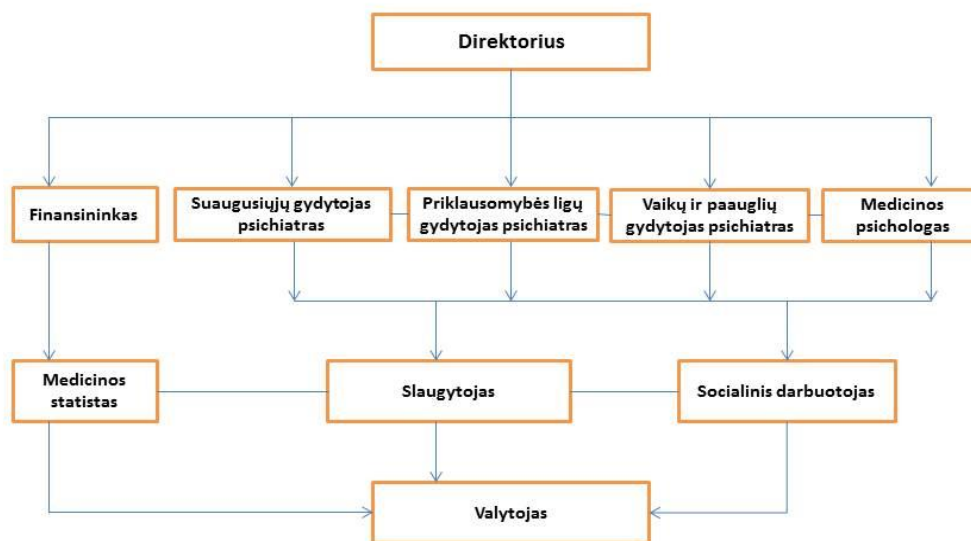 Direktorius
Finansininkas
Suaugusiųjų gydytojas
psichiatras
Priklausomybės ligų
gydytojas psichiatras
Vaikų ir paauglių
gydytojas psichiatras
Medicinos
psichologas
Medicinos
statistas
Slaugytojas
Socialinis darbuotojas
Valytojas